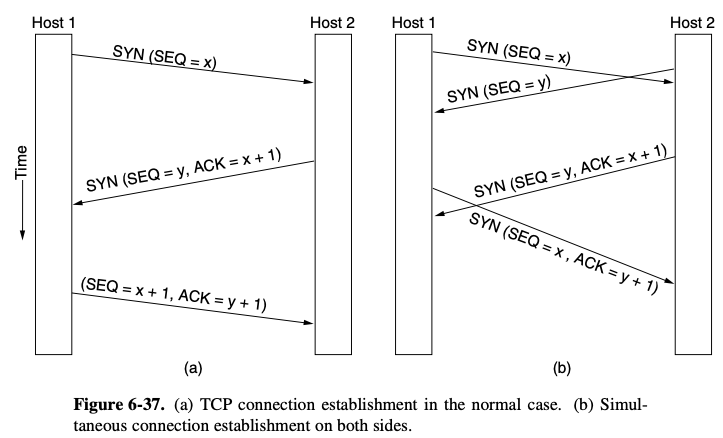 Host 1
Host 2
SYN (SEQ = x)
SYN (SEQ = y, ACK = x + 1)
(SEQ = x + 1, ACK = y + 1)
Time
(a)
Host 1
Host 2
SYN (SEQ = x)
SYN (SEQ = y)
SYN (SEQ = y, ACK = x + 1)
SYN (SEQ = x , ACK = y + 1)
(b)
Figure 6-37. (a) TCP connection establishment in the normal case. (b) Simul-
taneous connection establishment on both sides.